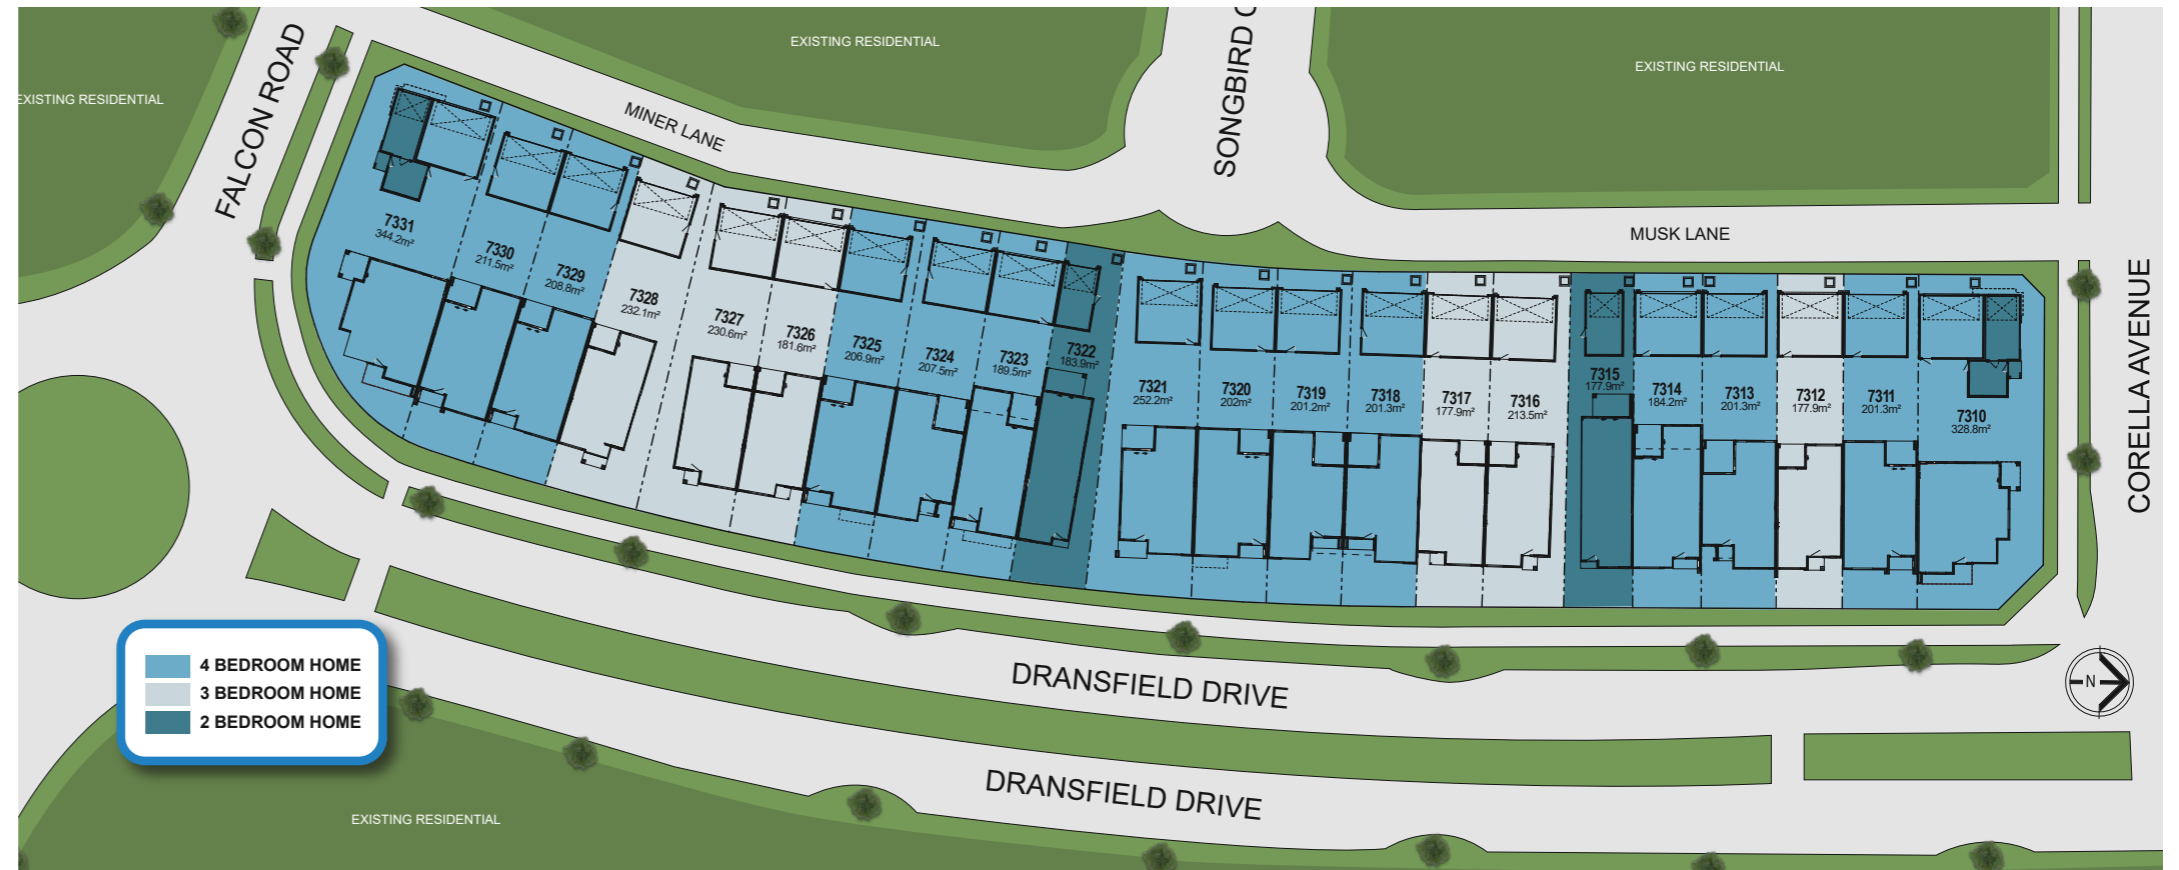 EXISTING RESIDENTIAL
EXISTING RESIDENTIAL
EXISTING RESIDENTIAL
EXISTING RESIDENTIAL
FALCON ROAD
MINER LANE
SONGBIRD
MUSK LANE
CORELLA AVENUE
7331
344.2m²
7330
211.5m²
7329
208.8m²
7328
232.1m²
7327
230.6m²
7326
181.6m²
7325
206.9m²
7324
207.5m²
7323
189.5m²
7322
183.9m²
7321
252.2m²
7320
202m²
7319
201.2m²
7318
201.3m²
7317
177.9m²
7316
213.5m²
7315
177.9m²
7314
184.2m²
7313
201.3m²
7312
177.9m²
7311
201.3m²
7310
328.8m²
4 BEDROOM HOME
3 BEDROOM HOME
2 BEDROOM HOME
DRANSFIELD DRIVE
DRANSFIELD DRIVE
N